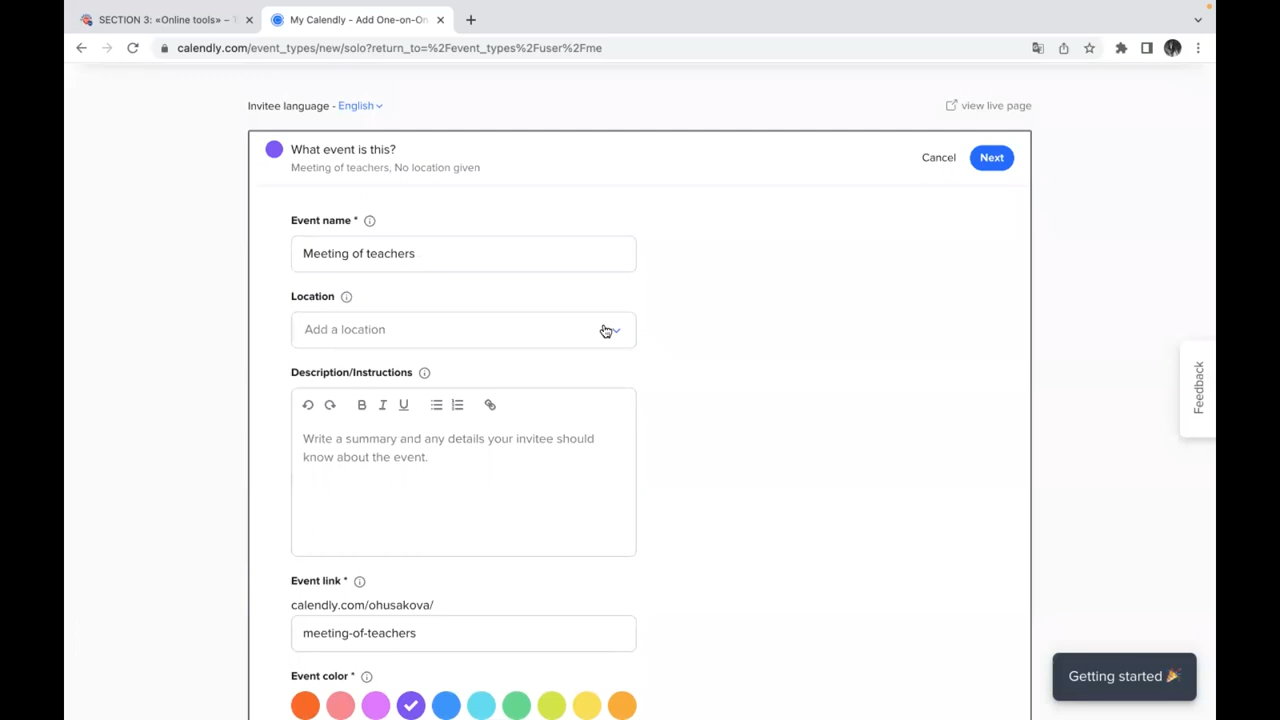 SECTION 3: «Online tools» –
My Calendly - Add One-on-On
calendly.com/event_types/new/solo?return_to=%2Fevent_types%2Fuser%2Fme
Invitee language - English
view live page
What event is this?
Meeting of teachers, No location given
Cancel
Next
Event name *
Meeting of teachers
Location
Add a location
Description/Instructions
B I U
Write a summary and any details your invitee should
know about the event.
Event link *
calendly.com/ohusakova/
meeting-of-teachers
Event color *
Feedback
Getting started